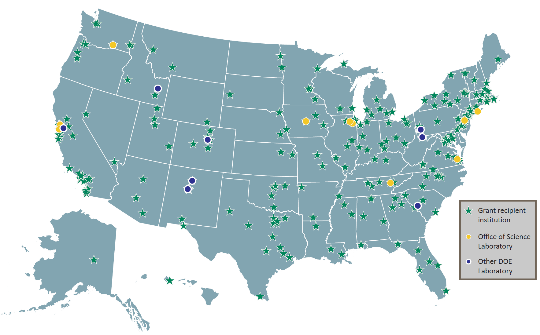 Grant recipient
institution
Office of Science
Laboratory
Other DOE
Laboratory